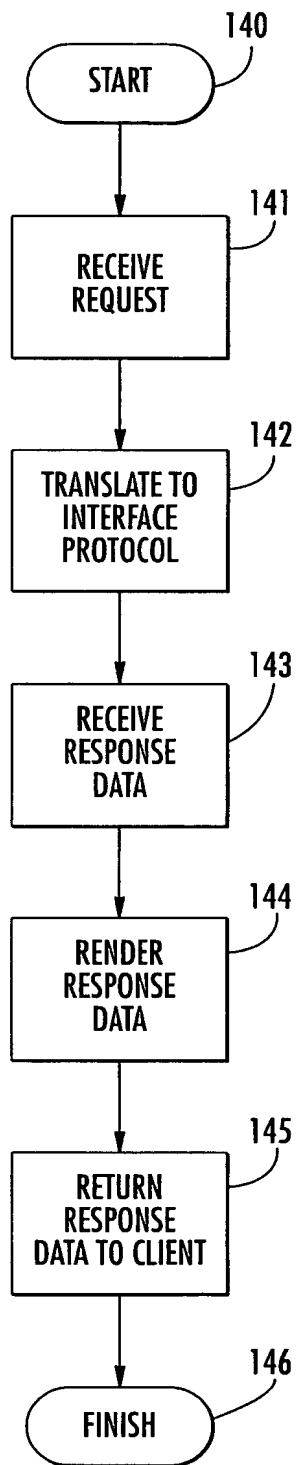 140
START
141
RECEIVE
REQUEST
142
TRANSLATE TO
INTERFACE
PROTOCOL
143
RECEIVE
RESPONSE
DATA
144
RENDER
RESPONSE
DATA
145
RETURN
RESPONSE
DATA TO CLIENT
146
FINISH